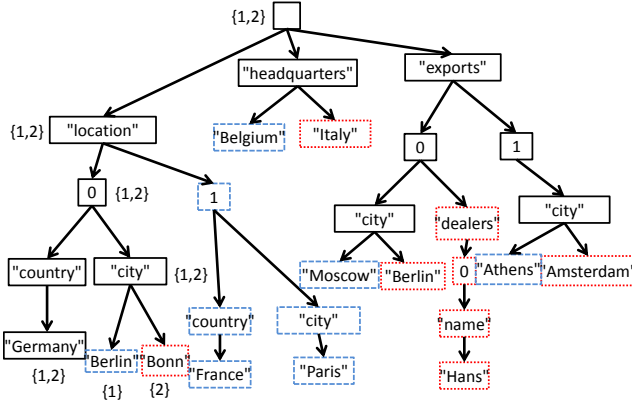 {1,2}
"headquarters"
"exports"
{1,2}
"location"
"Belgium"
"Italy"
0
1
0
{1,2}
1
"city"
"dealers"
"city"
"country"
"city"
{1,2}
"Moscow"
"Berlin"
0
"Athens"
"Amsterdam"
"country"
"city"
"name"
"Germany"
"Berlin"
"Bonn"
"France"
"Paris"
"Hans"
{1,2}
{1}
{2}